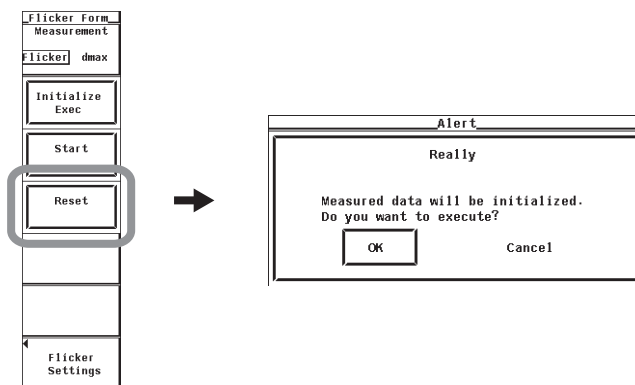 Flicker Form
Measurement
Flicker dmax
Initialize
Exec
Start
Reset
Flicker
Settings
Alert
Really
Measured data will be initialized.
Do you want to execute?
OK Cancel